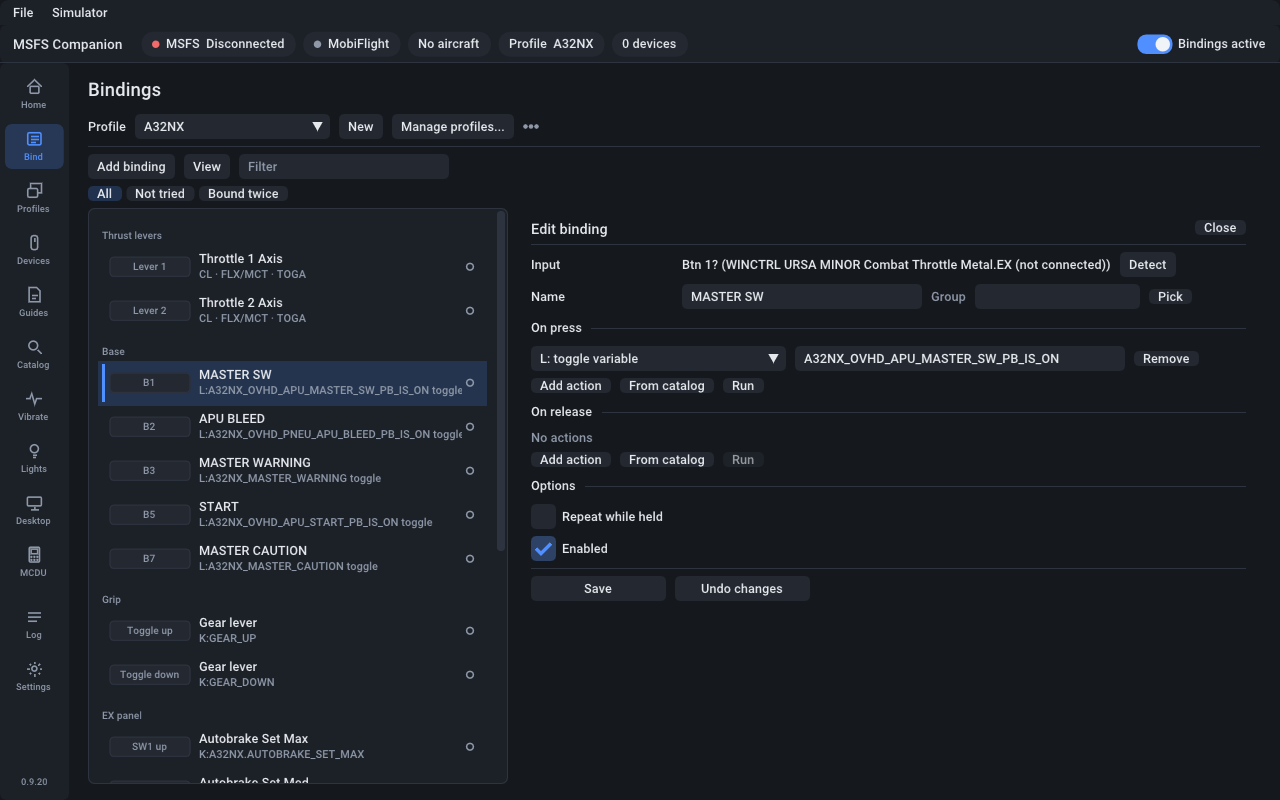 File Simulator
MSFS Companion MSFS Disconnected MobiFlight No aircraft Profile A32NX 0 devices Bindings active
Home
Bind
Profiles
Devices
Guides
Catalog
Vibrate
Lights
Desktop
MCDU
Log
Settings
0.9.20
Bindings
Profile A32NX New Manage profiles... •••
Add binding View Filter
All Not tried Bound twice
Thrust levers
Lever 1 Throttle 1 Axis
CL · FLX/MCT · TOGA
Lever 2 Throttle 2 Axis
CL · FLX/MCT · TOGA
Base
B1 MASTER SW
L:A32NX_OVHD_APU_MASTER_SW_PB_IS_ON toggle
B2 APU BLEED
L:A32NX_OVHD_PNEU_APU_BLEED_PB_IS_ON toggle
B3 MASTER WARNING
L:A32NX_MASTER_WARNING toggle
B5 START
L:A32NX_OVHD_APU_START_PB_IS_ON toggle
B7 MASTER CAUTION
L:A32NX_MASTER_CAUTION toggle
Grip
Toggle up Gear lever
K:GEAR_UP
Toggle down Gear lever
K:GEAR_DOWN
EX panel
SW1 up Autobrake Set Max
K:A32NX.AUTOBRAKE_SET_MAX
Autobrake Set Med
Edit binding Close
Input Btn 1? (WINCTRL URSA MINOR Combat Throttle Metal.EX (not connected)) Detect
Name MASTER SW Group Pick
On press
L: toggle variable A32NX_OVHD_APU_MASTER_SW_PB_IS_ON Remove
Add action From catalog Run
On release
No actions
Add action From catalog Run
Options
Repeat while held
Enabled
Save Undo changes